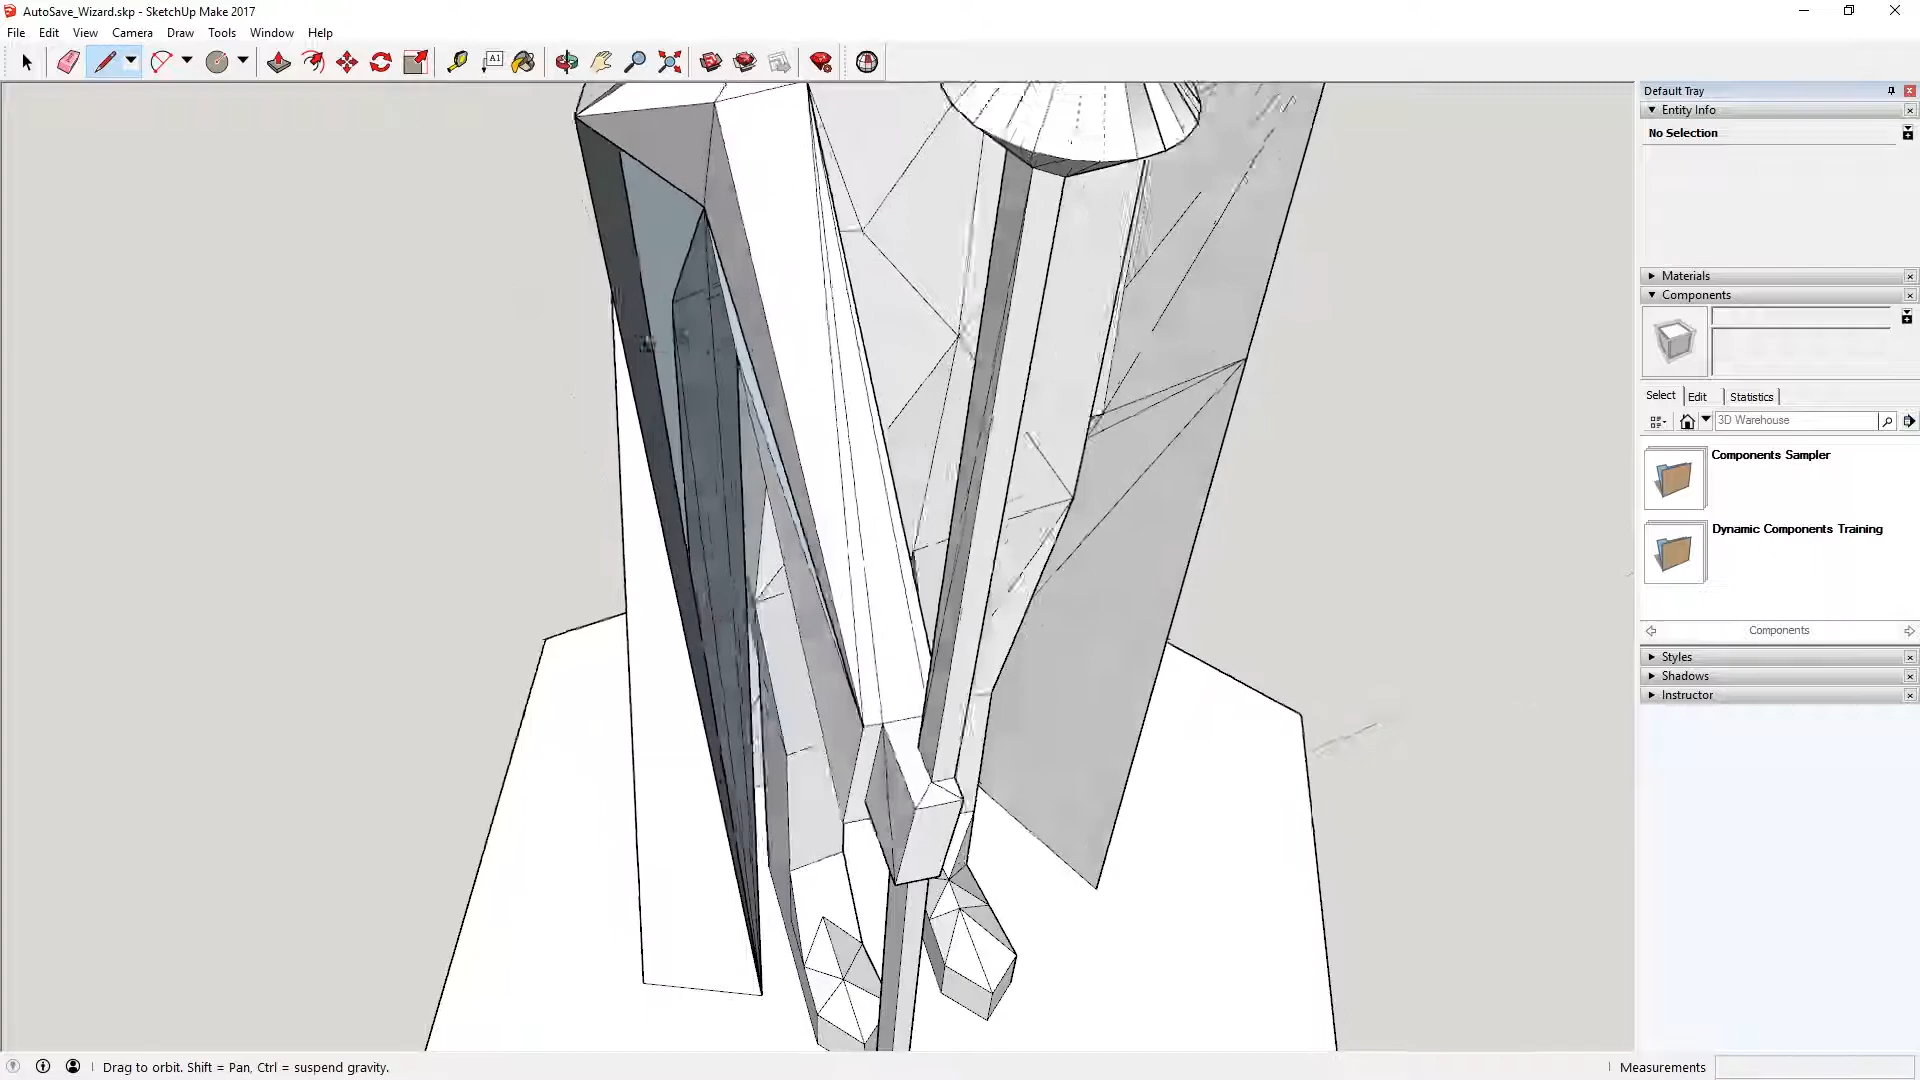 AutoSave_Wizard.skp - SketchUp Make 2017
File Edit View Camera Draw Tools Window Help
A1
Default Tray
Entity Info
No Selection
Materials
Components
Select Edit Statistics
3D Warehouse
Components Sampler
Dynamic Components Training
Components
Styles
Shadows
Instructor
Drag to orbit. Shift = Pan, Ctrl = suspend gravity.
Measurements